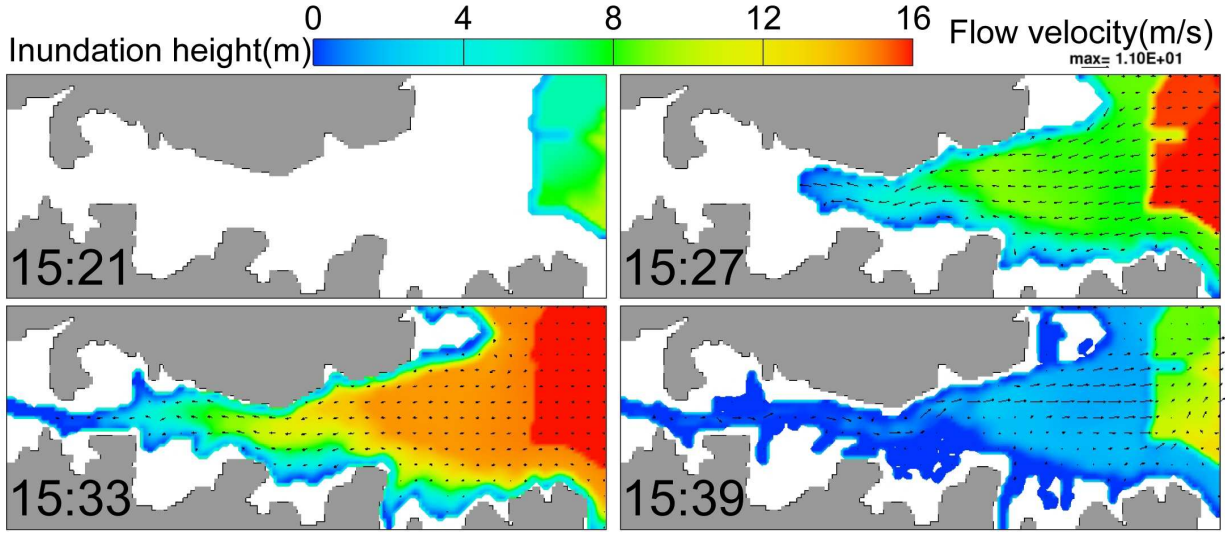 0 4 8 12 16
Inundation height(m) Flow velocity(m/s)
max= 1.10E+01
15:21 15:27
15:33 15:39